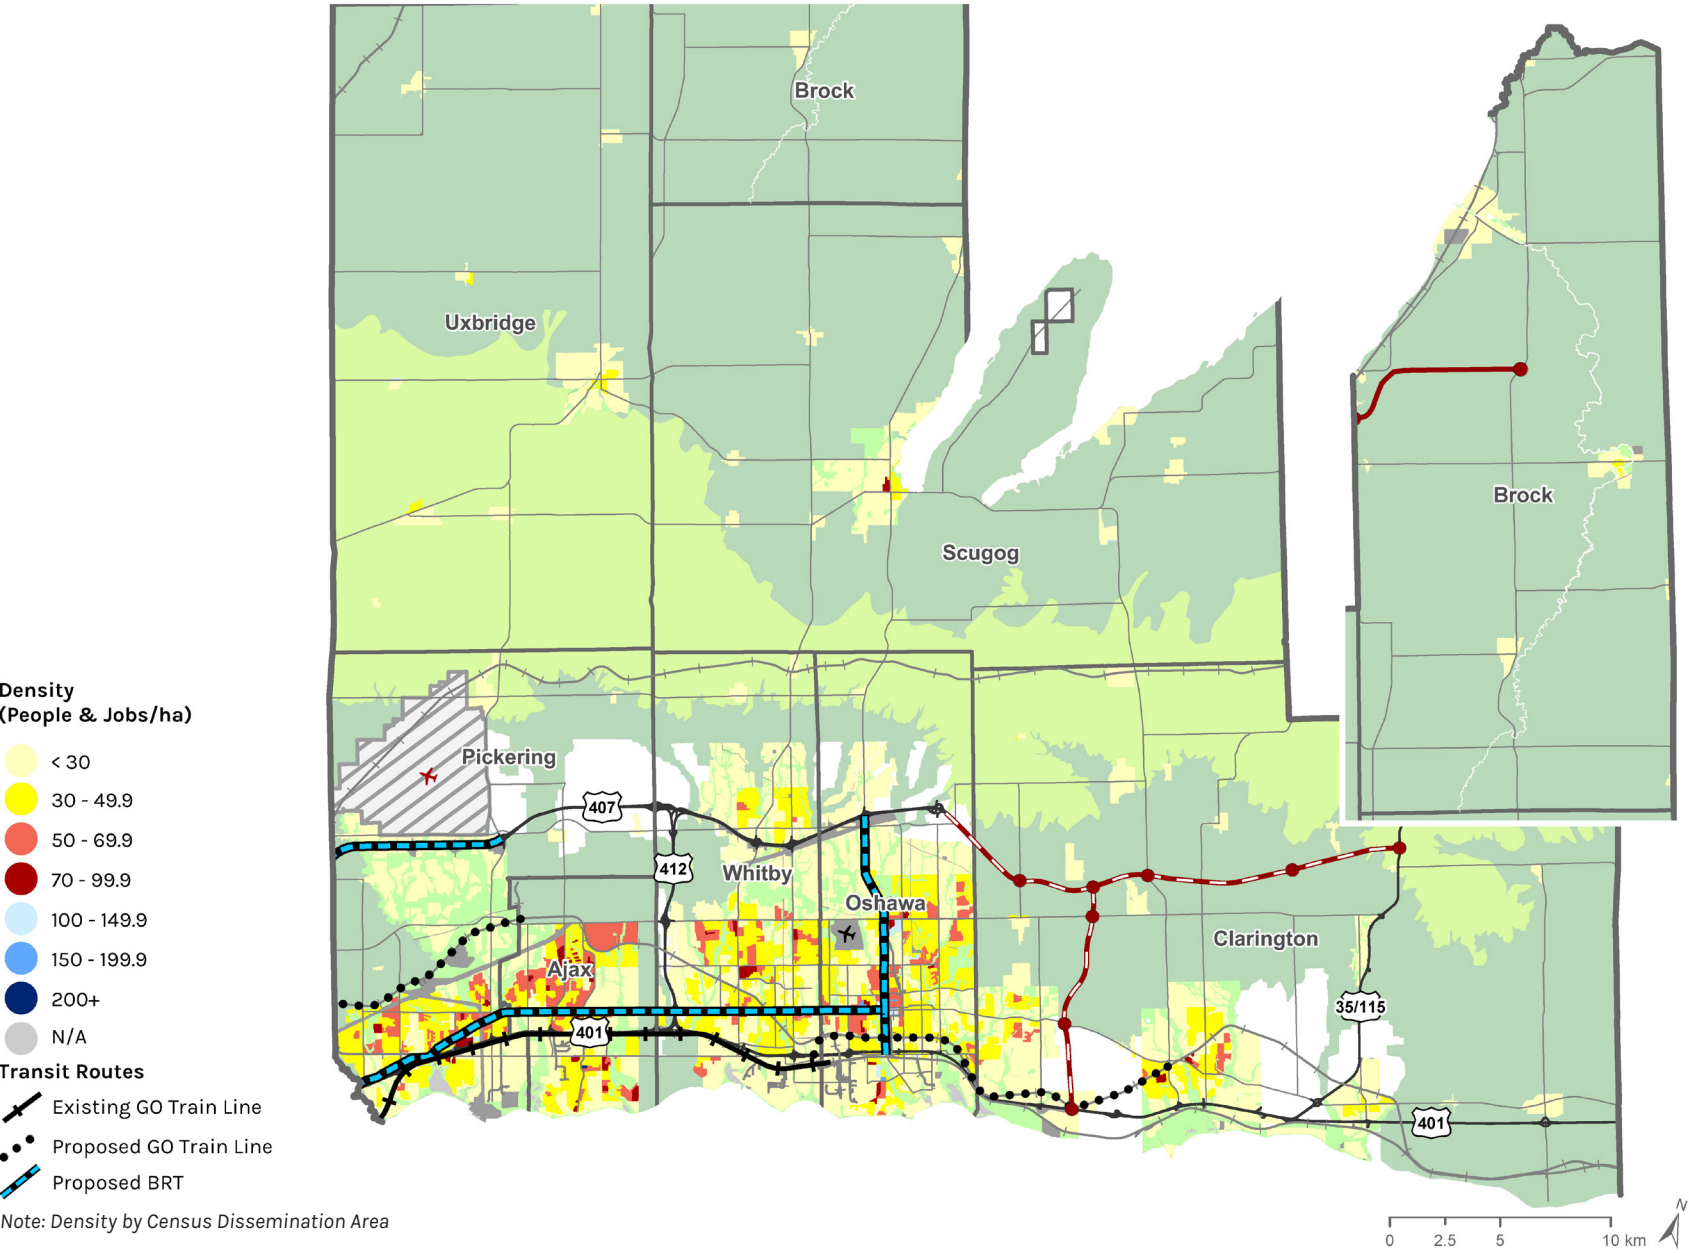 Brock
Uxbridge
Brock
Scugog
Density
(People & Jobs/ha)
< 30
30 - 49.9
50 - 69.9
70 - 99.9
100 - 149.9
150 - 199.9
200+
N/A
Transit Routes
Existing GO Train Line
Proposed GO Train Line
Proposed BRT
Note: Density by Census Dissemination Area
Pickering
407
412
Whitby
Oshawa
Clarington
Ajax
35/115
401
401
N
0 2.5 5 10 km